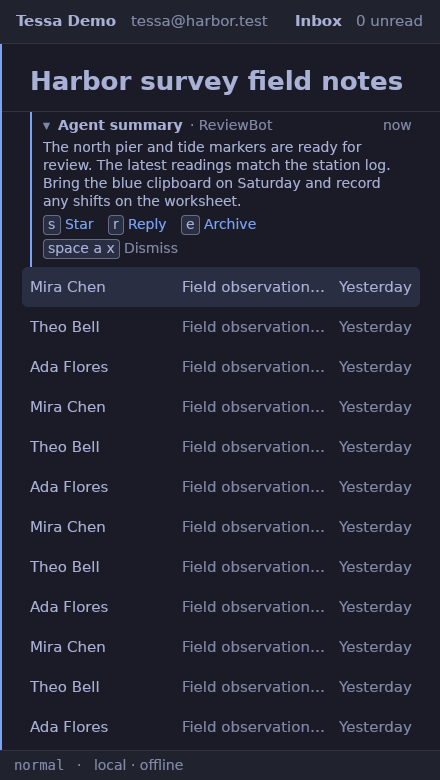 Tessa Demo tessa@harbor.test Inbox 0 unread
Harbor survey field notes
▾ Agent summary · ReviewBot now
The north pier and tide markers are ready for
review. The latest readings match the station log.
Bring the blue clipboard on Saturday and record
any shifts on the worksheet.
s Star r Reply e Archive
space a x Dismiss
Mira Chen Field observation... Yesterday
Theo Bell Field observation... Yesterday
Ada Flores Field observation... Yesterday
Mira Chen Field observation... Yesterday
Theo Bell Field observation... Yesterday
Ada Flores Field observation... Yesterday
Mira Chen Field observation... Yesterday
Theo Bell Field observation... Yesterday
Ada Flores Field observation... Yesterday
Mira Chen Field observation... Yesterday
Theo Bell Field observation... Yesterday
Ada Flores Field observation... Yesterday
normal · local · offline